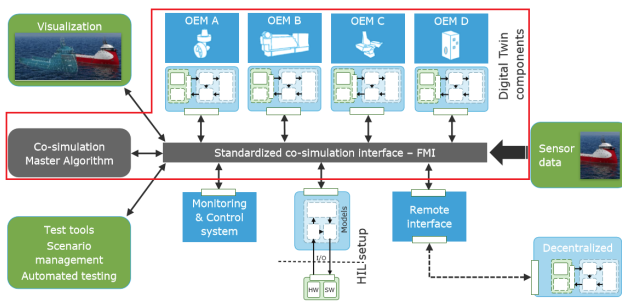 Visualization
OEM A
OEM B
OEM C
OEM D
Digital Twin
components
Co-simulation
Master Algorithm
Standardized co-simulation interface – FMI
Sensor
data
Monitoring
& Control
system
Models
I/O
HW
SW
HIL setup
Remote
interface
Test tools
Scenario
management
Automated testing
Decentralized